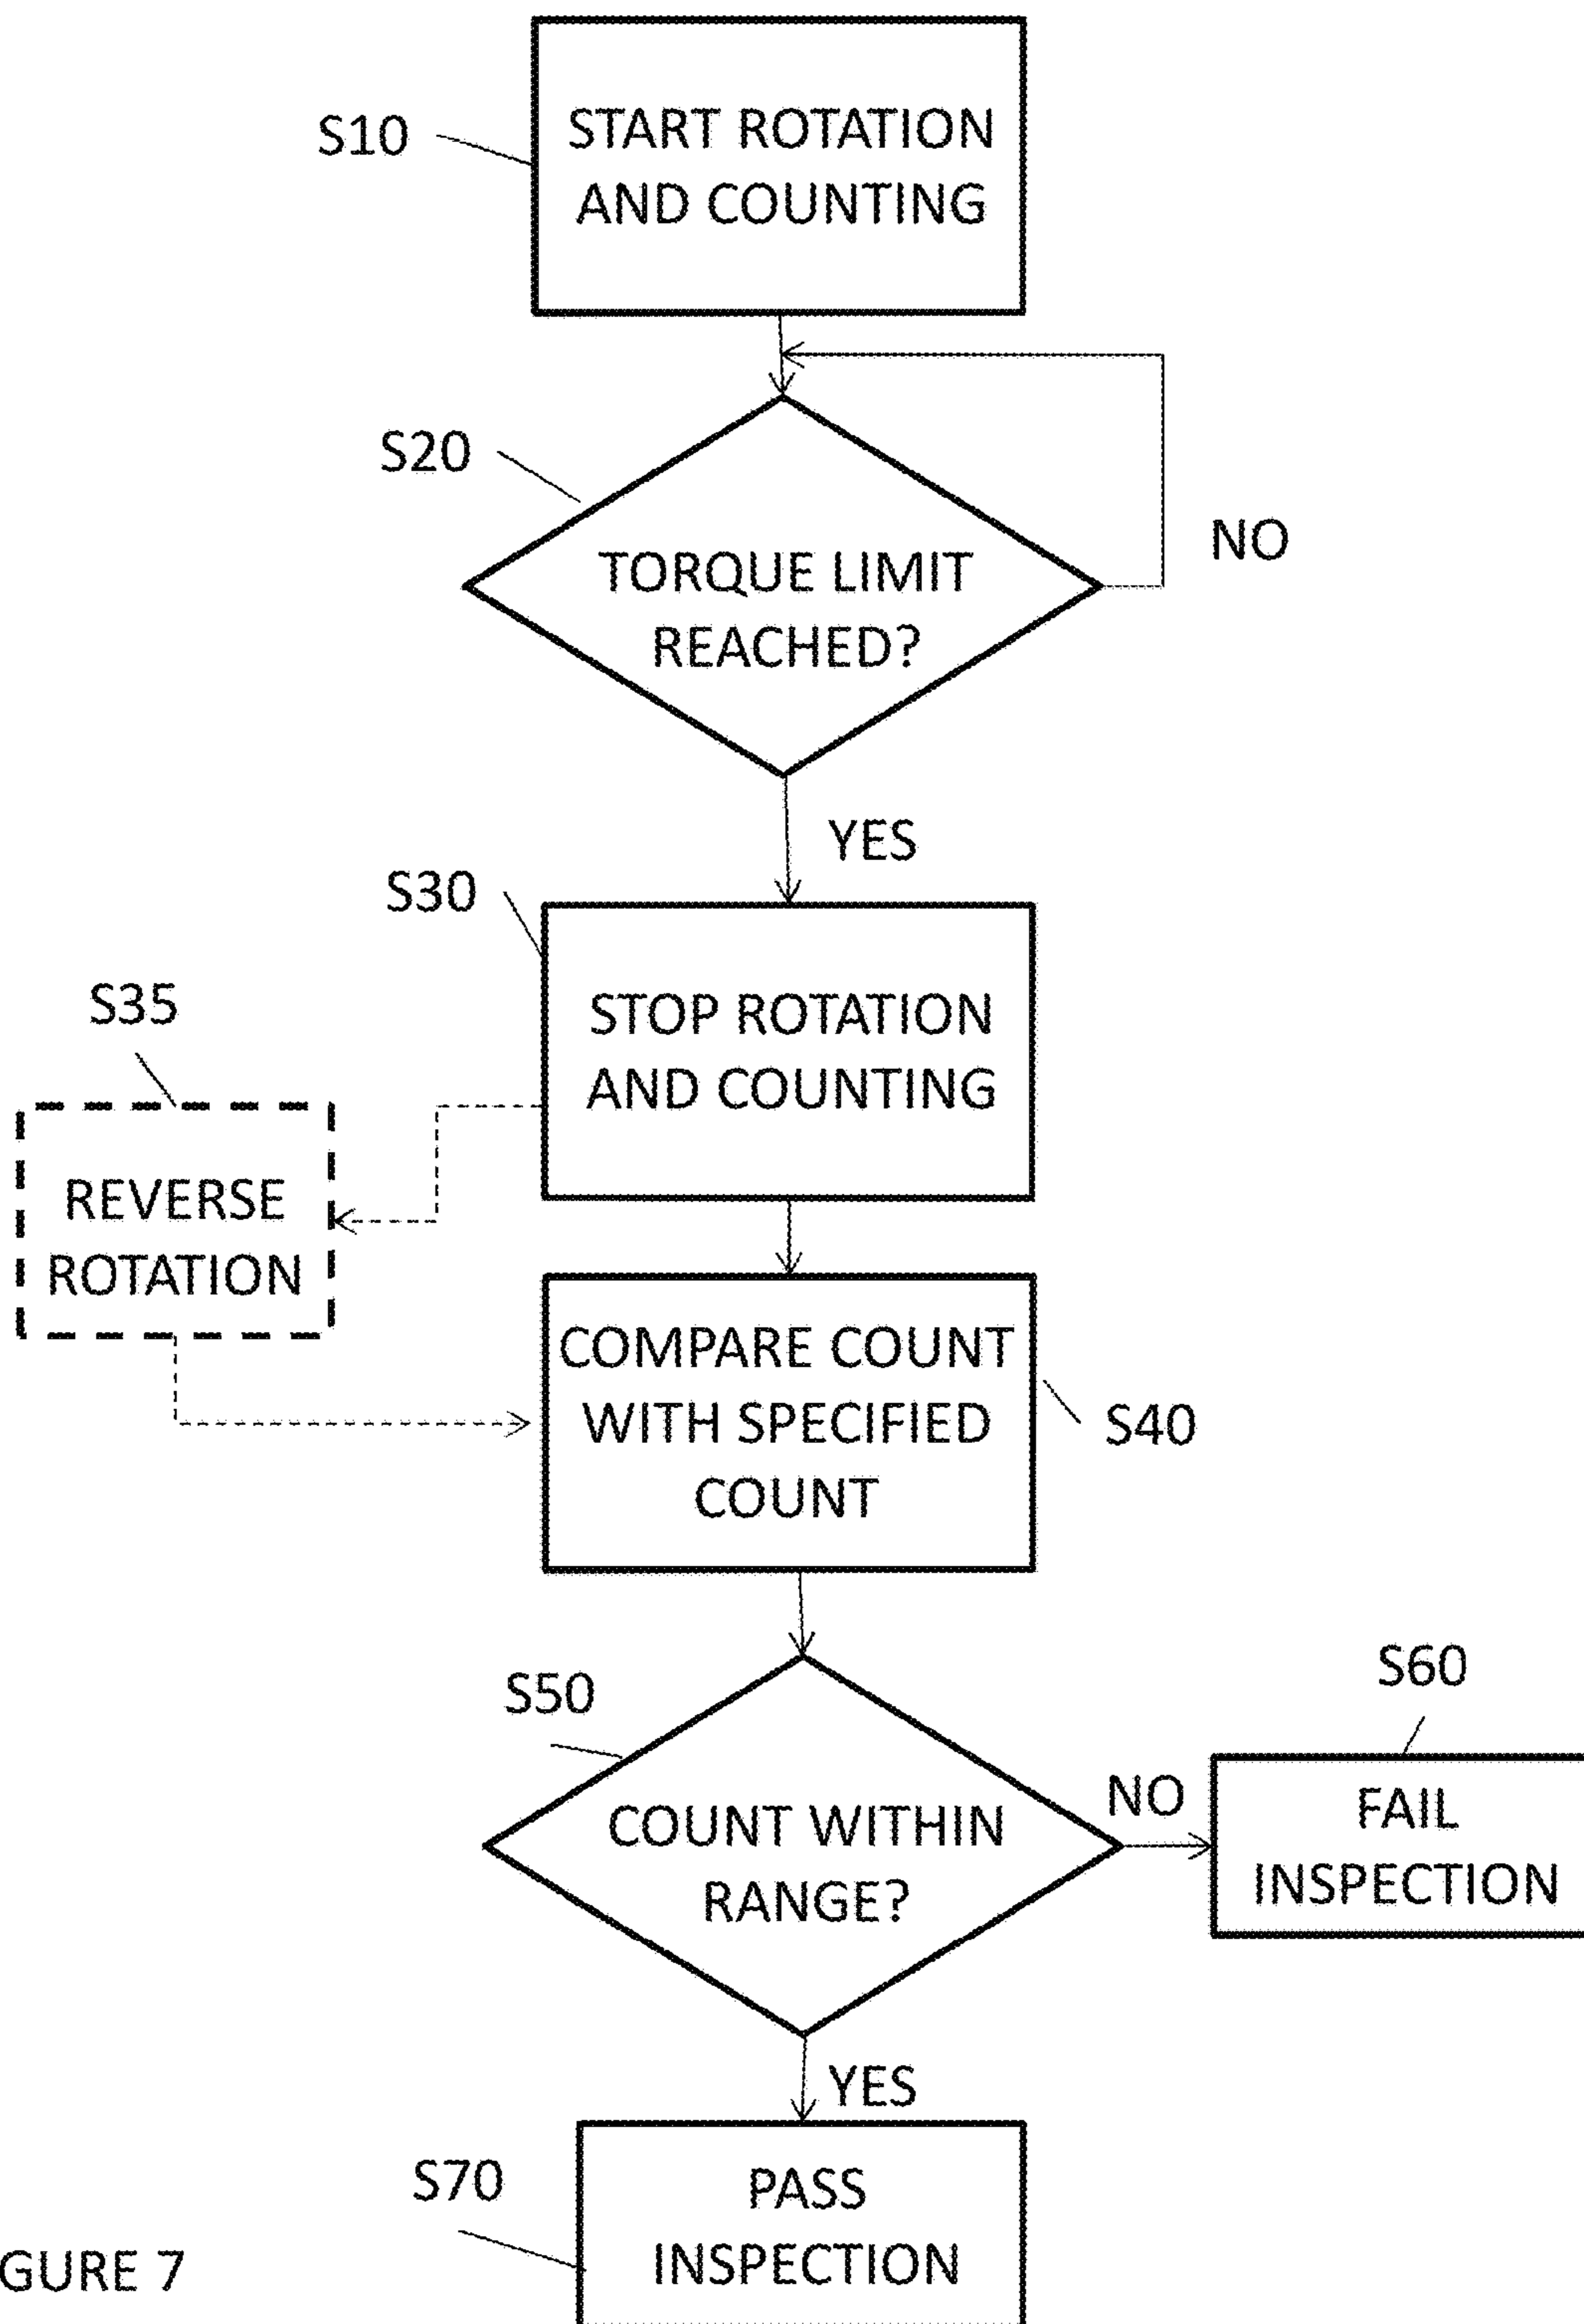 S10
START ROTATION
AND COUNTING
S20
TORQUE LIMIT
REACHED?
NO
YES
S30
STOP ROTATION
AND COUNTING
S35
REVERSE
ROTATION
COMPARE COUNT
WITH SPECIFIED
COUNT
S40
S50
COUNT WITHIN
RANGE?
NO
S60
FAIL
INSPECTION
YES
S70
PASS
INSPECTION
GURE 7